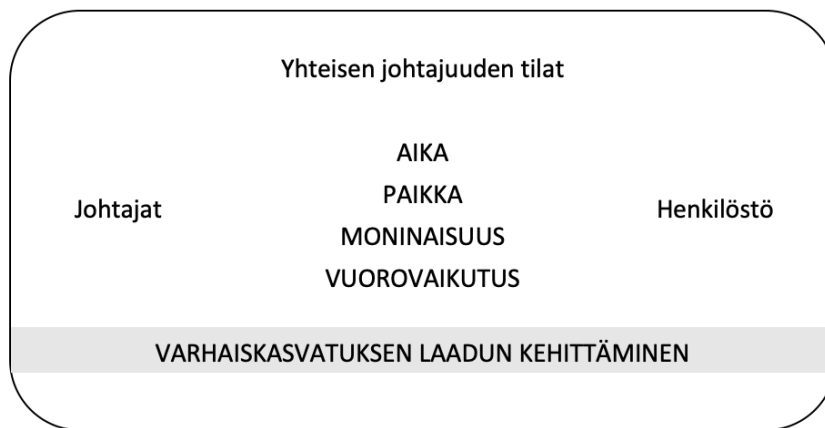 Yhteisen johtajuuden tilat
AIKA
PAIKKA
Johtajat
Henkilöstö
MONINAISUUS
VUOROVAIKUTUS
VARHAISKASVATUKSEN LAADUN KEHITTÄMINEN